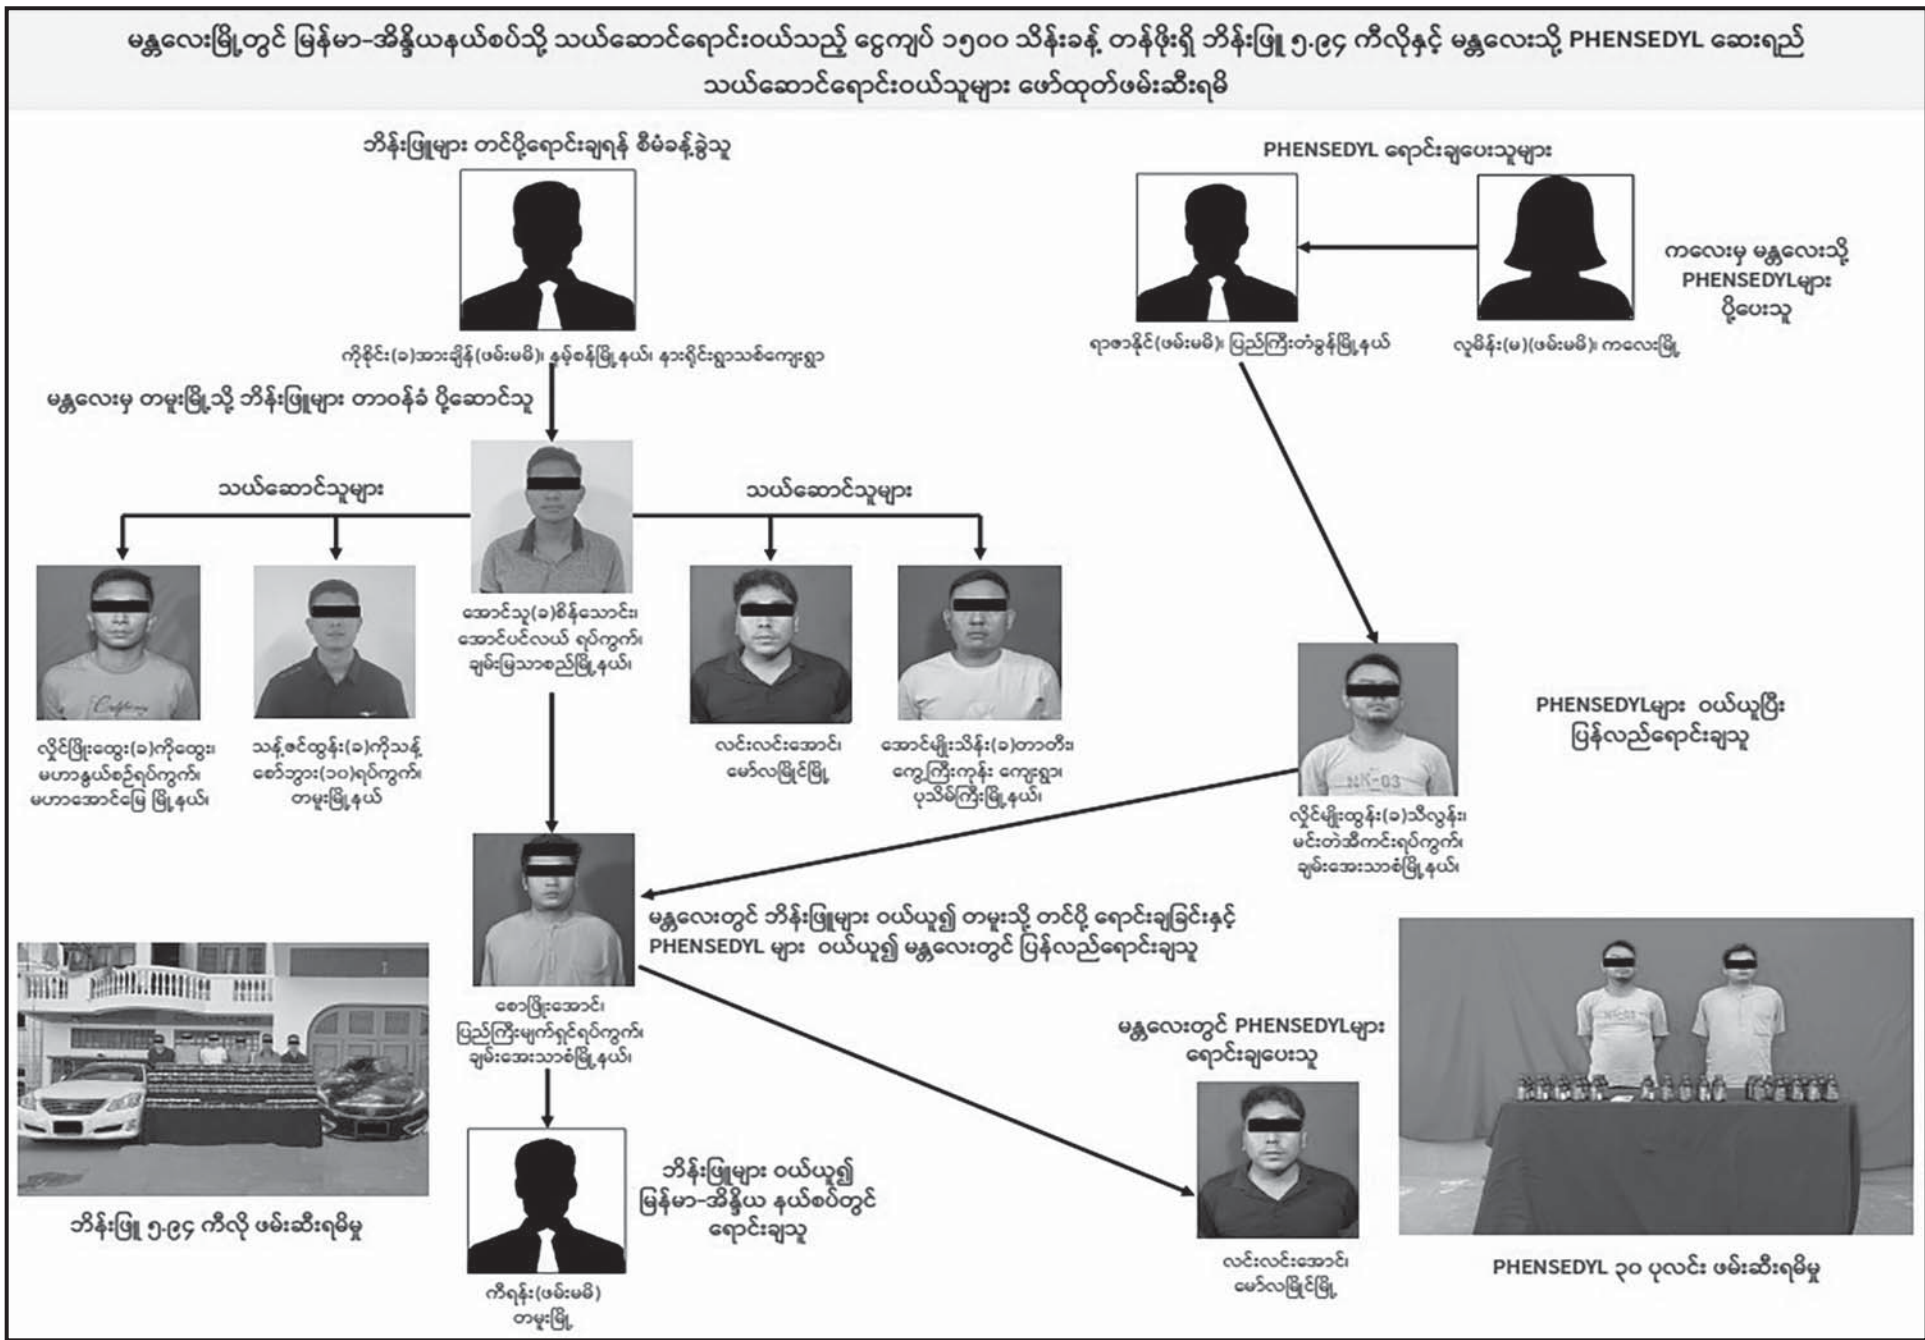 မန္တလေးမြို့တွင် မြန်မာ-အိန္ဒိယနယ်စပ်သို့ သယ်ဆောင်ရောင်းဝယ်သည့် ငွေကျပ် ၁၅၀၀ သိန်းခန့် တန်ဖိုးရှိ ဘိန်းဖြူ ၅.၉၄ ကီလိုနှင့် မန္တလေးသို့ PHENSEDYL ဆေးရည်
သယ်ဆောင်ရောင်းဝယ်သူများ ဖော်ထုတ်ဖမ်းဆီးရမိ
ဘိန်းဖြူများ တင်ပို့ရောင်းချရန် စီမံခန့်ခွဲသူ
ကိုစိုင်း(ခ)အားချိန်(ဖမ်းမမိ)၊ နမ့်စန်မြို့နယ်၊ နားရိုင်းရွာသစ်ကျေးရွာ
PHENSEDYL ရောင်းချပေးသူများ
ရာဇာနိုင်(ဖမ်းမမိ)၊ ပြည်ကြီးတံခွန်မြို့နယ်
လူမိန်း(မ)(ဖမ်းမမိ)၊ ကလေးမြို့
ကလေးမှ မန္တလေးသို့
PHENSEDYLများ
ပို့ပေးသူ
မန္တလေးမှ တမူးမြို့သို့ ဘိန်းဖြူများ တာဝန်ခံ ပို့ဆောင်သူ
သယ်ဆောင်သူများ
သယ်ဆောင်သူများ
အောင်သူ(ခ)စိန်သောင်း၊
အောင်ပင်လယ် ရပ်ကွက်၊
ချမ်းမြသာစည်မြို့နယ်၊
လှိုင်ဖြိုးထွေး(ခ)ကိုထွေး၊
မဟာနွယ်စဉ်ရပ်ကွက်၊
မဟာအောင်မြေ မြို့နယ်၊
သန့်ဇင်ထွန်း(ခ)ကိုသန့်
စော်ဘွား(၁၀)ရပ်ကွက်၊
တမူးမြို့နယ်
လင်းလင်းအောင်၊
မော်လမြိုင်မြို့
အောင်မျိုးသိန်း(ခ)တာတီး၊
ကွေ့ကြီးကုန်း ကျေးရွာ၊
ပုသိမ်ကြီးမြို့နယ်၊
NK-03
လှိုင်မျိုးထွန်း(ခ)သီလွန်း၊
မင်းတဲအီကင်းရပ်ကွက်၊
ချမ်းအေးသာစံမြို့နယ်၊
PHENSEDYLများ ဝယ်ယူပြီး
ပြန်လည်ရောင်းချသူ
မန္တလေးတွင် ဘိန်းဖြူများ ဝယ်ယူ၍ တမူးသို့ တင်ပို့ ရောင်းချခြင်းနှင့်
PHENSEDYL များ ဝယ်ယူ၍ မန္တလေးတွင် ပြန်လည်ရောင်းချသူ
စောဖြိုးအောင်၊
ပြည်ကြီးမျက်ရှင်ရပ်ကွက်၊
ချမ်းအေးသာစံမြို့နယ်၊
ဘိန်းဖြူ ၅.၉၄ ကီလို ဖမ်းဆီးရမိမှု
ဘိန်းဖြူများ ဝယ်ယူ၍
မြန်မာ-အိန္ဒိယ နယ်စပ်တွင်
ရောင်းချသူ
ကီရန်း(ဖမ်းမမိ)
တမူးမြို့
မန္တလေးတွင် PHENSEDYLများ
ရောင်းချပေးသူ
လင်းလင်းအောင်၊
မော်လမြိုင်မြို့
PHENSEDYL ၃၀ ပုလင်း ဖမ်းဆီးရမိမှု